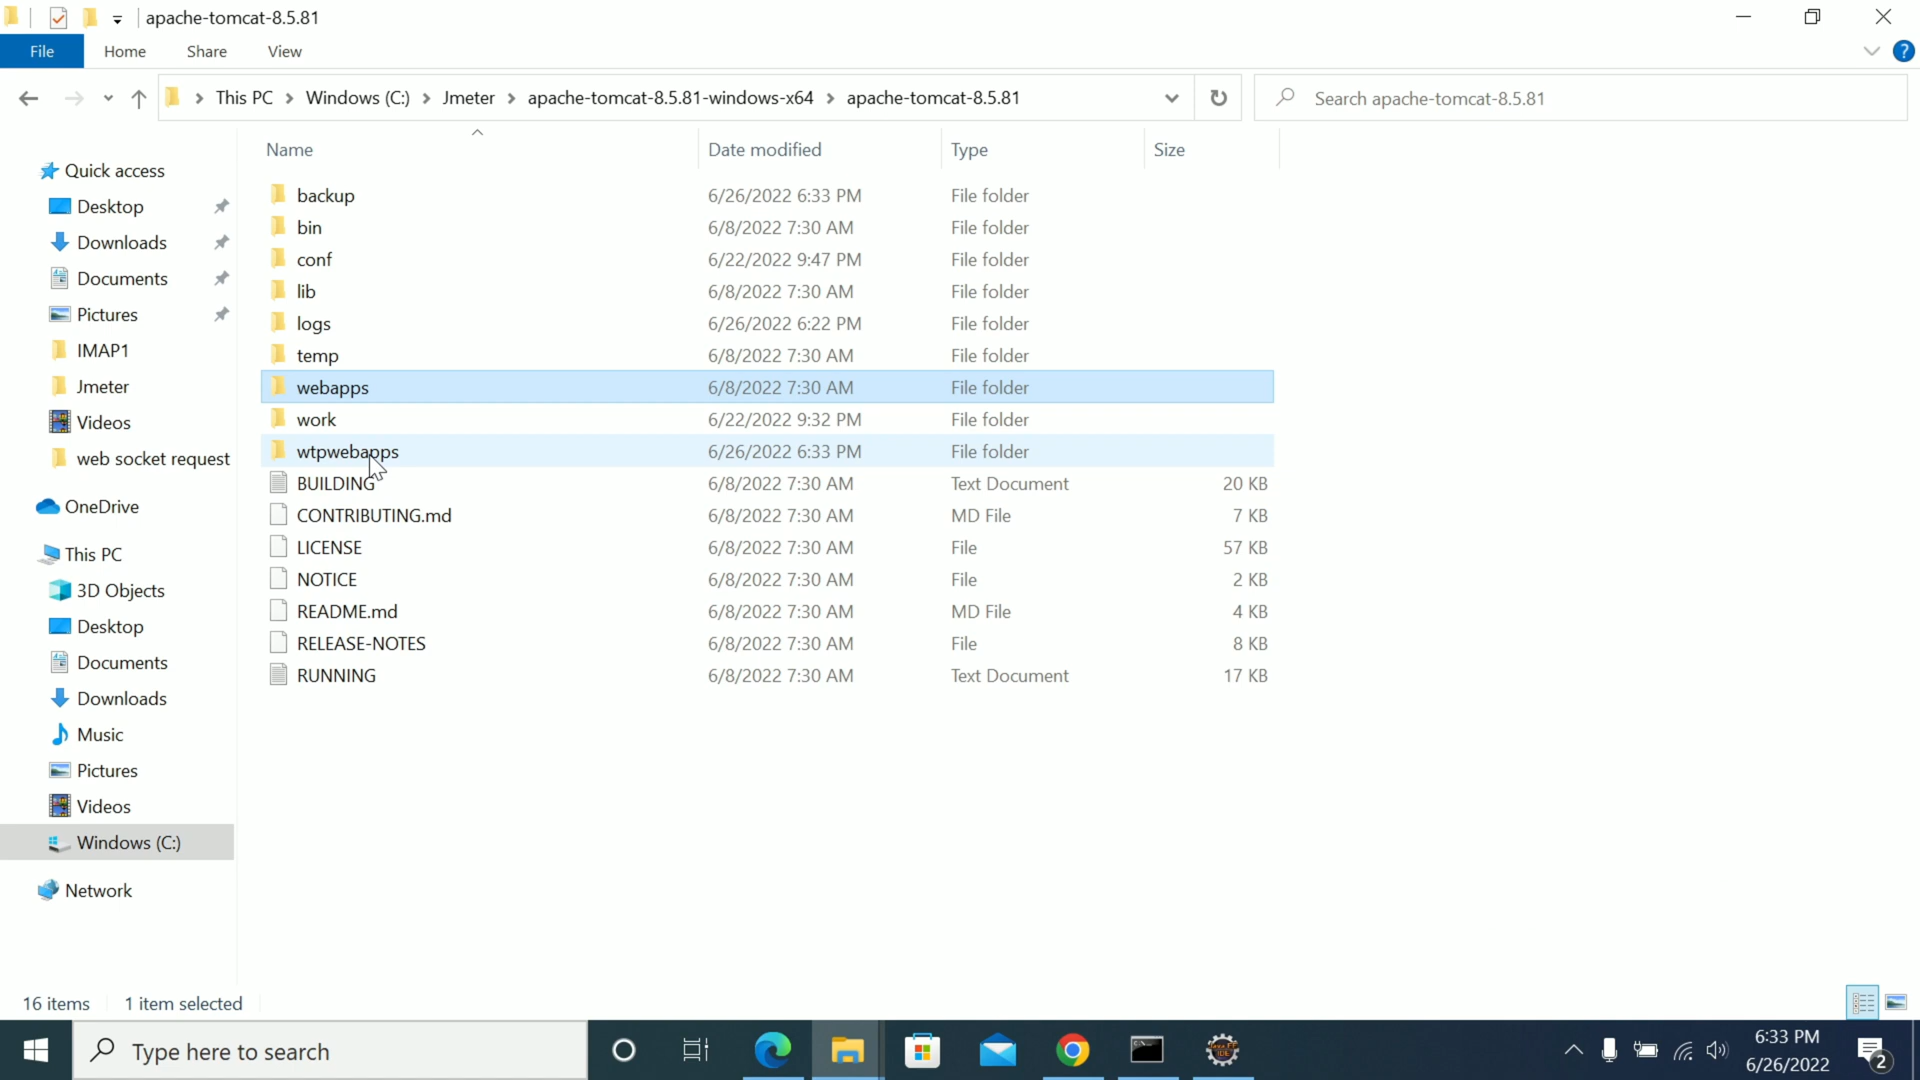 apache-tomcat-8.5.81
File Home Share View
This PC Windows (C:) Jmeter apache-tomcat-8.5.81-windows-x64 apache-tomcat-8.5.81
Search apache-tomcat-8.5.81
Name Date modified Type Size
Quick access
Desktop
Downloads
Documents
Pictures
IMAP1
Jmeter
Videos
web socket request
OneDrive
This PC
3D Objects
Desktop
Documents
Downloads
Music
Pictures
Videos
Windows (C:)
Network
backup 6/26/2022 6:33 PM File folder
bin 6/8/2022 7:30 AM File folder
conf 6/22/2022 9:47 PM File folder
lib 6/8/2022 7:30 AM File folder
logs 6/26/2022 6:22 PM File folder
temp 6/8/2022 7:30 AM File folder
webapps 6/8/2022 7:30 AM File folder
work 6/22/2022 9:32 PM File folder
wtpwebapps 6/26/2022 6:33 PM File folder
BUILDING 6/8/2022 7:30 AM Text Document 20 KB
CONTRIBUTING.md 6/8/2022 7:30 AM MD File 7 KB
LICENSE 6/8/2022 7:30 AM File 57 KB
NOTICE 6/8/2022 7:30 AM File 2 KB
README.md 6/8/2022 7:30 AM MD File 4 KB
RELEASE-NOTES 6/8/2022 7:30 AM File 8 KB
RUNNING 6/8/2022 7:30 AM Text Document 17 KB
16 items 1 item selected
Type here to search
6:33 PM
6/26/2022
2